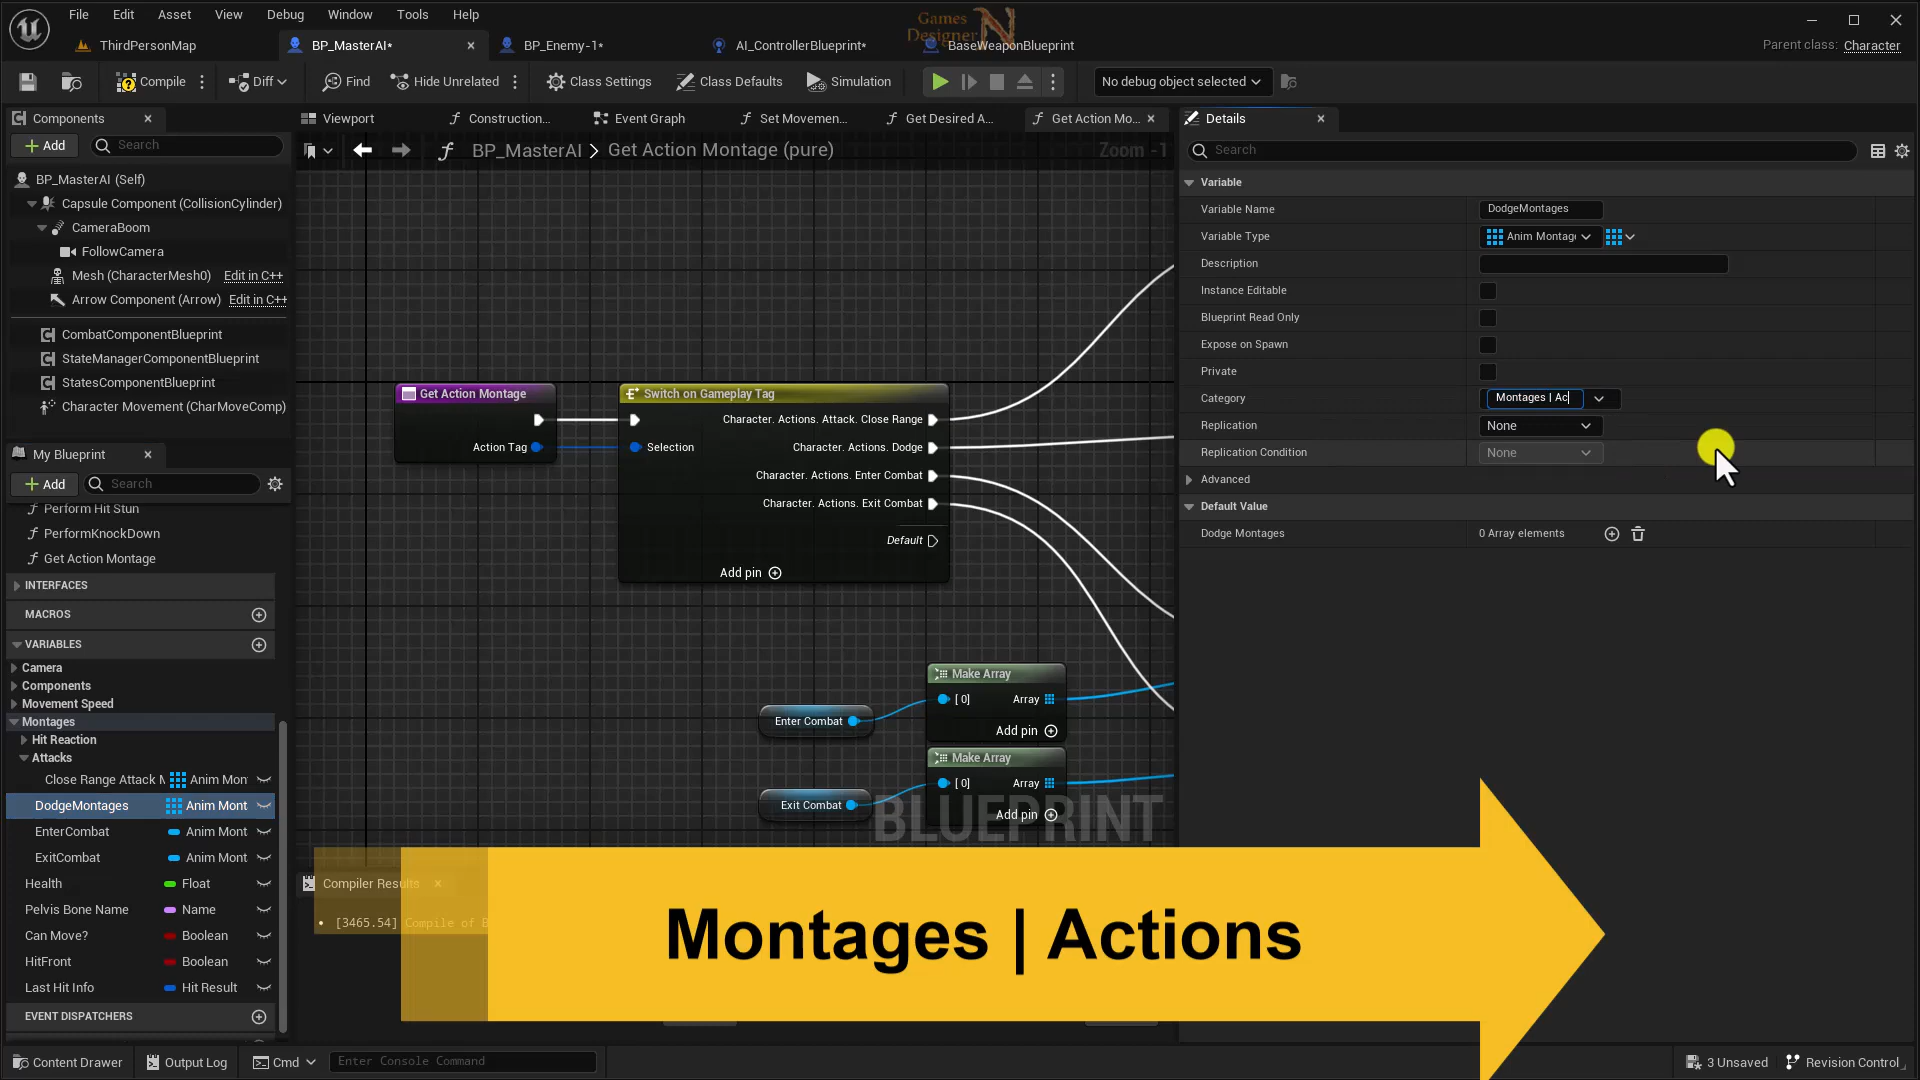 File Edit Asset View Debug Window Tools Help
Games Designer N
ThirdPersonMap BP_MasterAI* BP_Enemy-1* AI_ControllerBlueprint* BaseWeaponBlueprint Parent class: Character
Compile Diff Find Hide Unrelated Class Settings Class Defaults Simulation No debug object selected
Components
Add Search
BP_MasterAI (Self)
Capsule Component (CollisionCylinder)
CameraBoom
FollowCamera
Mesh (CharacterMesh0) Edit in C++
Arrow Component (Arrow) Edit in C++
CombatComponentBlueprint
StateManagerComponentBlueprint
StatesComponentBlueprint
Character Movement (CharMoveComp)
My Blueprint
Add Search
Perform Hit Stun
PerformKnockDown
Get Action Montage
INTERFACES
MACROS
VARIABLES
Camera
Components
Movement Speed
Montages
Hit Reaction
Attacks
Close Range Attack M Anim Mon
DodgeMontages Anim Mont
EnterCombat Anim Mont
ExitCombat Anim Mont
Health Float
Pelvis Bone Name Name
Can Move? Boolean
HitFront Boolean
Last Hit Info Hit Result
EVENT DISPATCHERS
Viewport Construction... Event Graph Set Movemen... Get Desired A... Get Action Mo...
BP_MasterAI > Get Action Montage (pure) Zoom -1
Get Action Montage
Action Tag
Switch on Gameplay Tag
Character. Actions. Attack. Close Range
Selection Character. Actions. Dodge
Character. Actions. Enter Combat
Character. Actions. Exit Combat
Default
Add pin
Make Array
[ 0] Array
Enter Combat
Add pin
Make Array
[ 0] Array
Exit Combat
Add pin
BLUEPRINT
Compiler Results
[3465.54] Compile of B
Montages | Actions
Details
Search
Variable
Variable Name DodgeMontages
Variable Type Anim Montag
Description
Instance Editable
Blueprint Read Only
Expose on Spawn
Private
Category Montages | Ac
Replication None
Replication Condition None
Advanced
Default Value
Dodge Montages 0 Array elements
Content Drawer Output Log Cmd Enter Console Command 3 Unsaved Revision Control